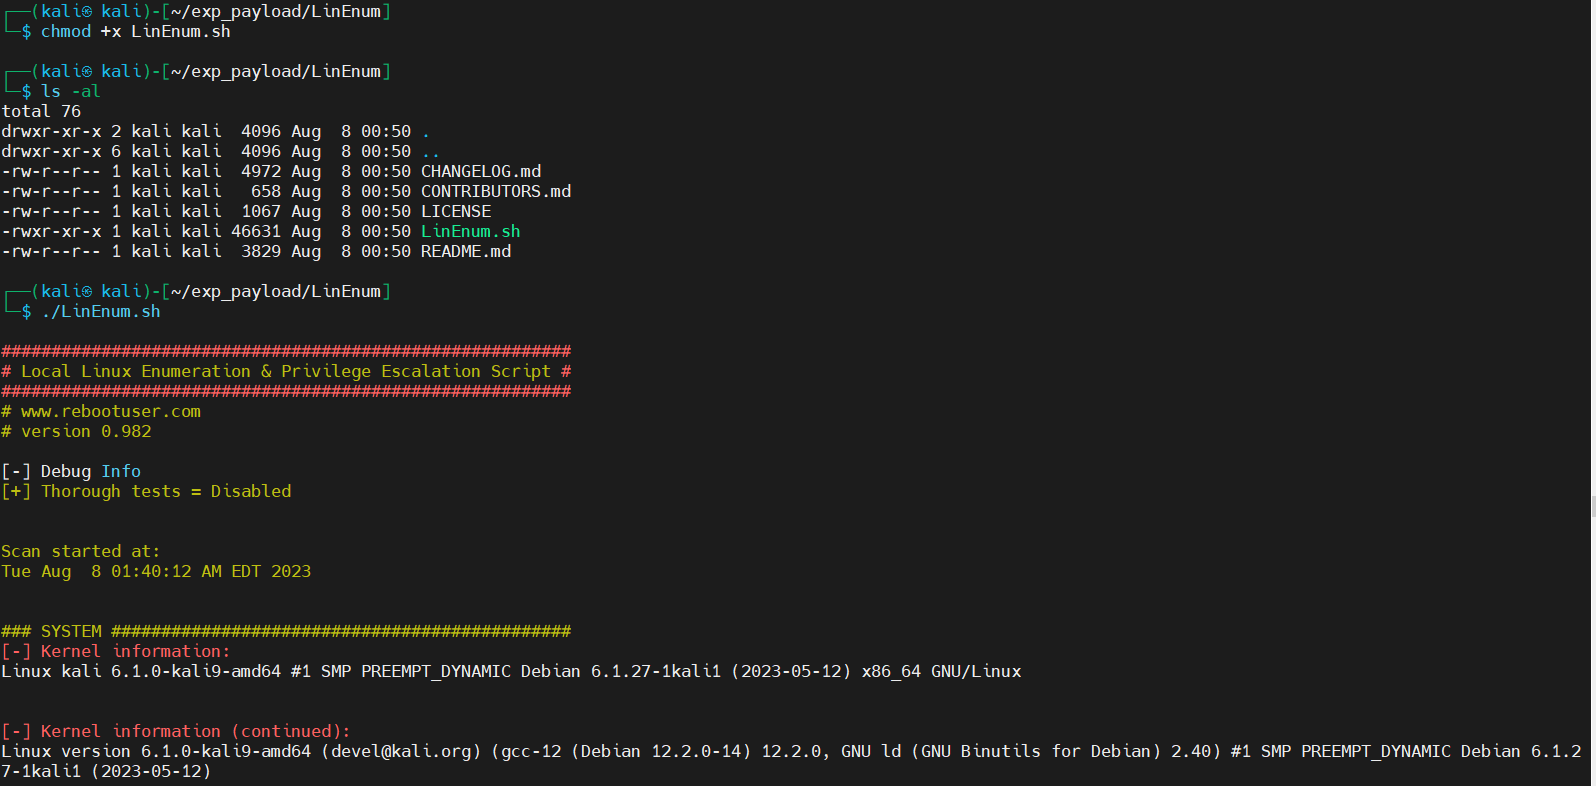 ┌──(kali㉿ kali)-[~/exp_payload/LinEnum]
└─$ chmod +x LinEnum.sh
┌──(kali㉿ kali)-[~/exp_payload/LinEnum]
└─$ ls -al
total 76
drwxr-xr-x 2 kali kali  4096 Aug  8 00:50 .
drwxr-xr-x 6 kali kali  4096 Aug  8 00:50 ..
-rw-r--r-- 1 kali kali  4972 Aug  8 00:50 CHANGELOG.md
-rw-r--r-- 1 kali kali   658 Aug  8 00:50 CONTRIBUTORS.md
-rw-r--r-- 1 kali kali  1067 Aug  8 00:50 LICENSE
-rwxr-xr-x 1 kali kali 46631 Aug  8 00:50 LinEnum.sh
-rw-r--r-- 1 kali kali  3829 Aug  8 00:50 README.md
┌──(kali㉿ kali)-[~/exp_payload/LinEnum]
└─$ ./LinEnum.sh
#########################################################
# Local Linux Enumeration & Privilege Escalation Script #
#########################################################
# www.rebootuser.com
# version 0.982
[-] Debug Info
[+] Thorough tests = Disabled
Scan started at:
Tue Aug  8 01:40:12 AM EDT 2023
### SYSTEM ##############################################
[-] Kernel information:
Linux kali 6.1.0-kali9-amd64 #1 SMP PREEMPT_DYNAMIC Debian 6.1.27-1kali1 (2023-05-12) x86_64 GNU/Linux
[-] Kernel information (continued):
Linux version 6.1.0-kali9-amd64 (devel@kali.org) (gcc-12 (Debian 12.2.0-14) 12.2.0, GNU ld (GNU Binutils for Debian) 2.40) #1 SMP PREEMPT_DYNAMIC Debian 6.1.2
7-1kali1 (2023-05-12)